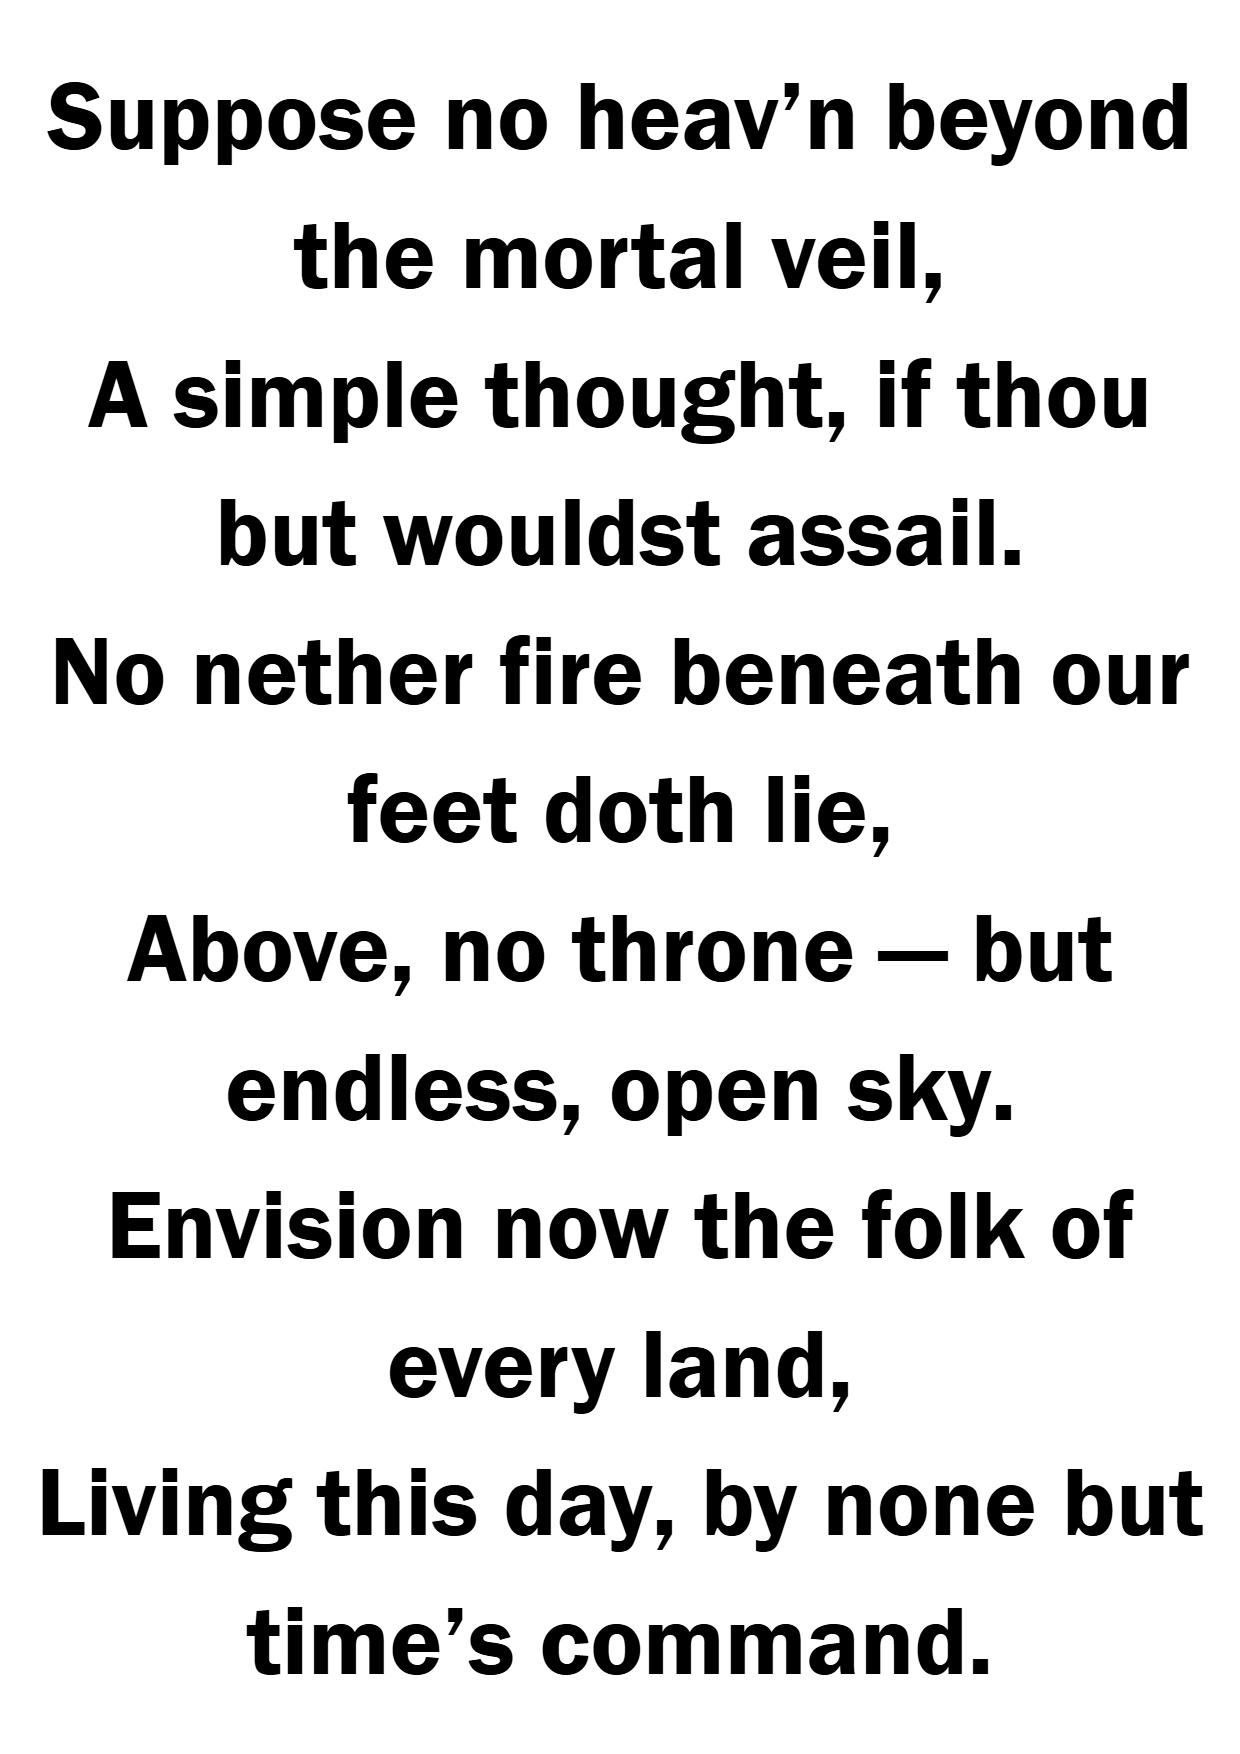 Suppose no heav’n beyond
the mortal veil,
A simple thought, if thou
but wouldst assail.
No nether fire beneath our
feet doth lie,
Above, no throne — but
endless, open sky.
Envision now the folk of
every land,
Living this day, by none but
time’s command.